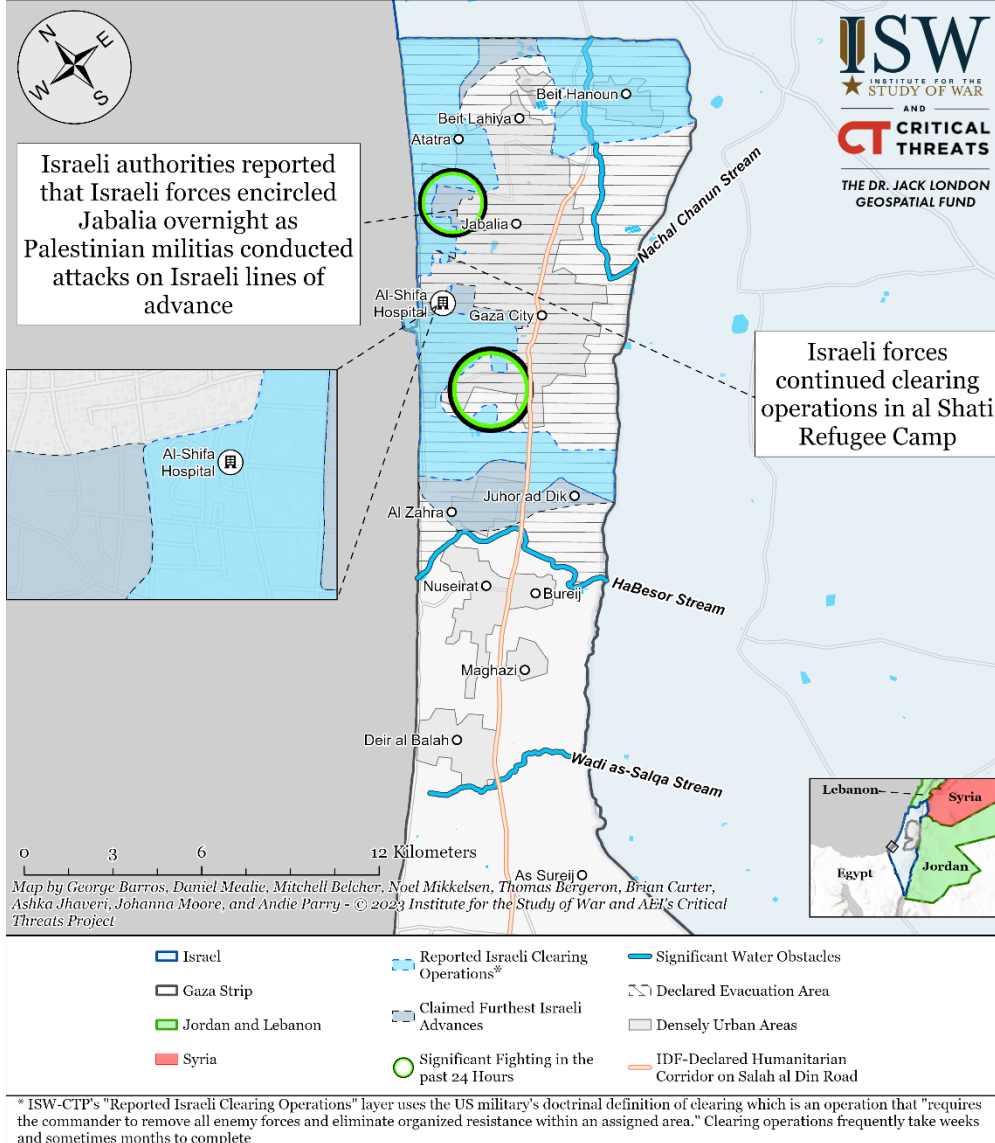 N
E
S
W
ISW
INSTITUTE FOR THE
STUDY OF WAR
AND
CT CRITICAL
THREATS
THE DR. JACK LONDON
GEOSPATIAL FUND
Israeli authorities reported
that Israeli forces encircled
Jabalia overnight as
Palestinian militias conducted
attacks on Israeli lines of
advance
Beit Hanoun
Beit Lahiya
Atatra
Nachal Chanun Stream
Jabalia
Al-Shifa
Hospital
Gaza City
Israeli forces
continued clearing
operations in al Shati
Refugee Camp
Al-Shifa
Hospital
Juhor ad Dik
Al Zahra
Nuseirat
Bureij
HaBesor Stream
Maghazi
Deir al Balah
Wadi as-Salqa Stream
Lebanon
Syria
Jordan
Egypt
0 3 6 12 Kilometers
As Sureij
Map by George Barros, Daniel Mealie, Mitchell Belcher, Noel Mikkelsen, Thomas Bergeron, Brian Carter,
Ashka Jhaveri, Johanna Moore, and Andie Parry - © 2023 Institute for the Study of War and AEI's Critical
Threats Project
Israel
Gaza Strip
Jordan and Lebanon
Syria
Reported Israeli Clearing
Operations*
Claimed Furthest Israeli
Advances
Significant Fighting in the
past 24 Hours
Significant Water Obstacles
Declared Evacuation Area
Densely Urban Areas
IDF-Declared Humanitarian
Corridor on Salah al Din Road
* ISW-CTP's "Reported Israeli Clearing Operations" layer uses the US military's doctrinal definition of clearing which is an operation that "requires
the commander to remove all enemy forces and eliminate organized resistance within an assigned area." Clearing operations frequently take weeks
and sometimes months to complete